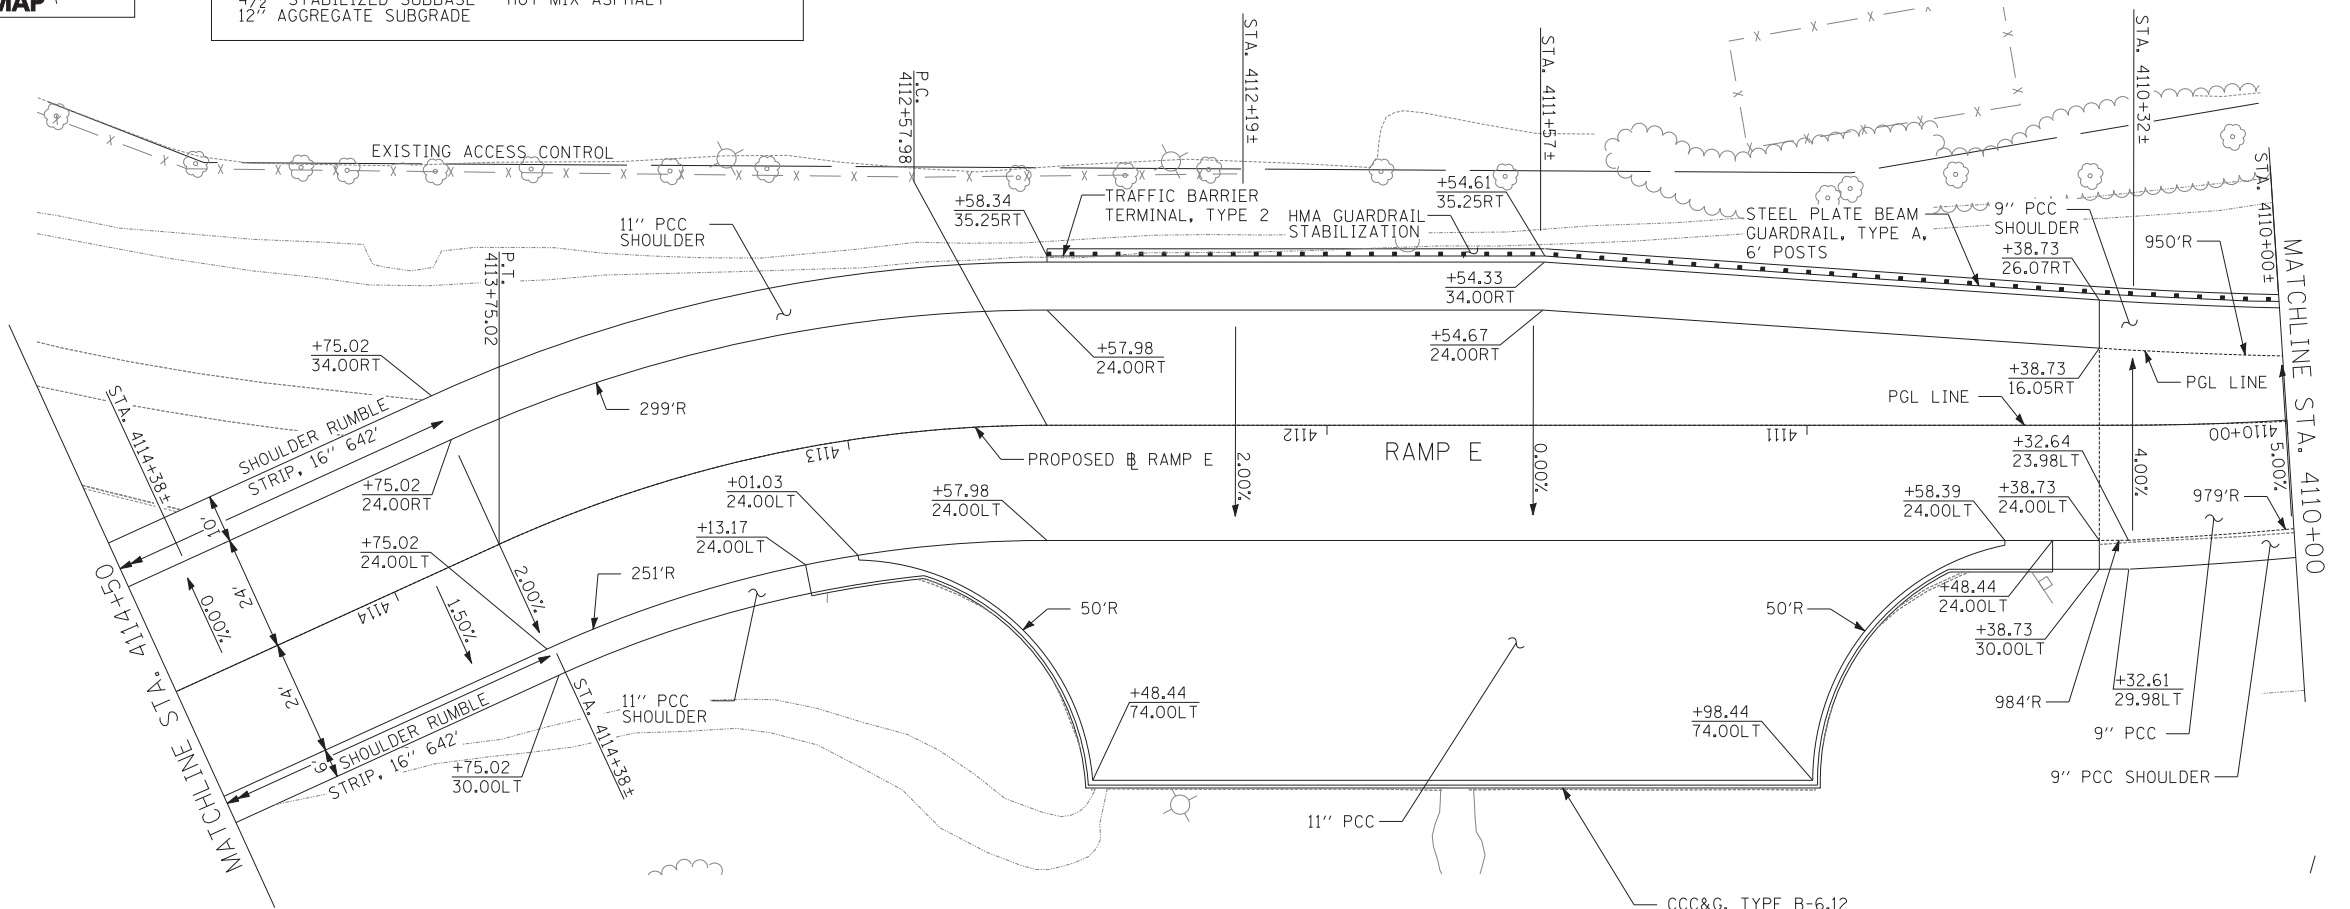 MAP
4½" STABILIZED SUBBASE - HOT MIX ASPHALT
12" AGGREGATE SUBGRADE
EXISTING ACCESS CONTROL
P.C.
4112+57.98
STA. 4112+19±
STA. 4111+57±
STA. 4110+32±
STA. 4110+00±
MATCHLINE STA. 4110+00
11" PCC
SHOULDER
+58.34
35.25RT
TRAFFIC BARRIER
TERMINAL, TYPE 2
HMA GUARDRAIL
STABILIZATION
+54.61
35.25RT
STEEL PLATE BEAM
GUARDRAIL, TYPE A,
6' POSTS
9" PCC
SHOULDER
+38.73
26.07RT
950'R
P.T.
4113+75.02
+54.33
34.00RT
+75.02
34.00RT
+57.98
24.00RT
+54.67
24.00RT
+38.73
16.05RT
PGL LINE
PGL LINE
STA. 4114+38±
SHOULDER RUMBLE
STRIP, 16" 642'
299'R
4113
4112
4111
4110+00
PROPOSED B RAMP E
RAMP E
2.00%
0.00%
4.00%
5.00%
+32.64
23.98LT
+75.02
24.00RT
+01.03
24.00LT
+57.98
24.00LT
+58.39
24.00LT
+38.73
24.00LT
979'R
+13.17
24.00LT
+75.02
24.00LT
10'
24'
0.00%
24'
6'
4114
1.50%
2.00%
251'R
50'R
50'R
+48.44
24.00LT
+38.73
30.00LT
MATCHLINE STA. 4114+50
SHOULDER RUMBLE
STRIP, 16" 642'
STA. 4114+38±
11" PCC
SHOULDER
+75.02
30.00LT
+48.44
74.00LT
+98.44
74.00LT
+32.61
29.98LT
984'R
9" PCC
9" PCC SHOULDER
11" PCC
CCC&G, TYPE B-6.12